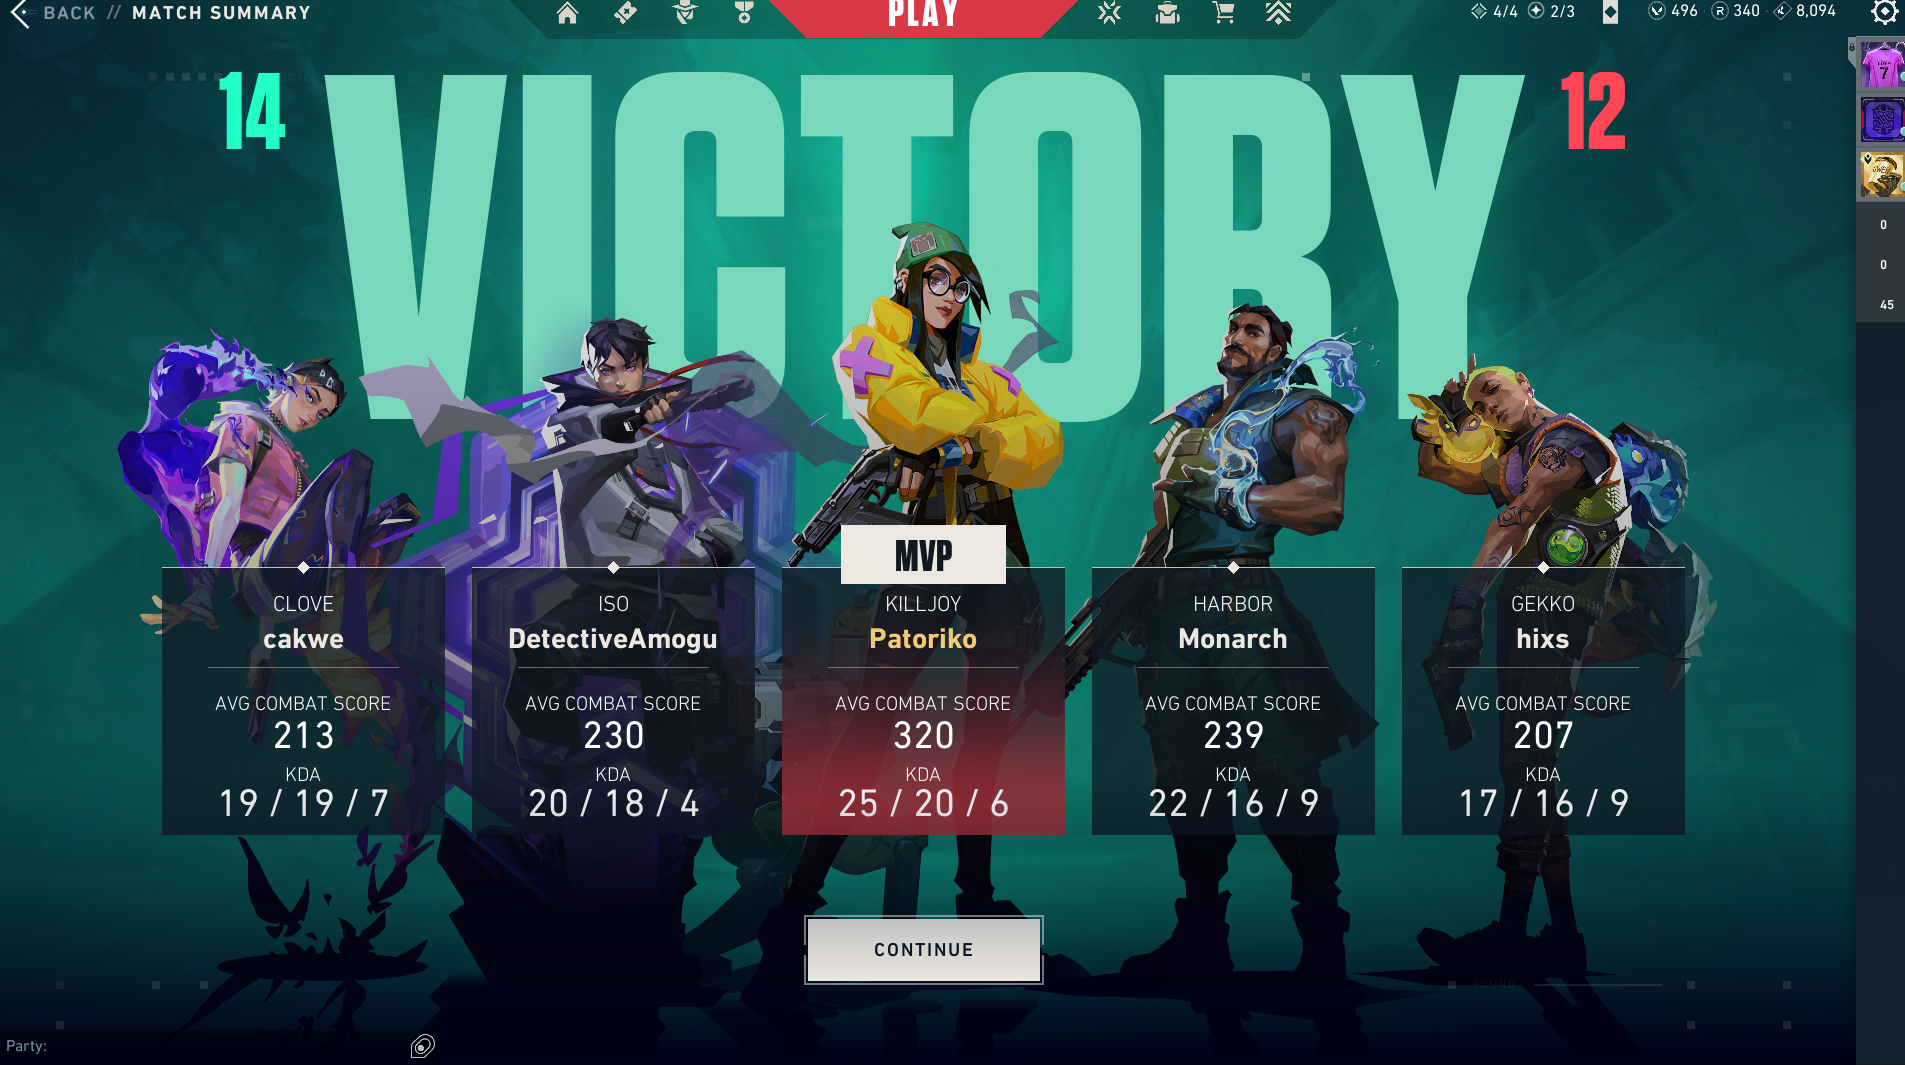 BACK // MATCH SUMMARY
PLAY
4/4 2/3 496 R 340 8,094
14 VICTORY 12
7
MVP
CLOVE
cakwe
AVG COMBAT SCORE
213
KDA
19 / 19 / 7
ISO
DetectiveAmogu
AVG COMBAT SCORE
230
KDA
20 / 18 / 4
KILLJOY
Patoriko
AVG COMBAT SCORE
320
KDA
25 / 20 / 6
HARBOR
Monarch
AVG COMBAT SCORE
239
KDA
22 / 16 / 9
GEKKO
hixs
AVG COMBAT SCORE
207
KDA
17 / 16 / 9
0
0
45
CONTINUE
ROUND
Party: